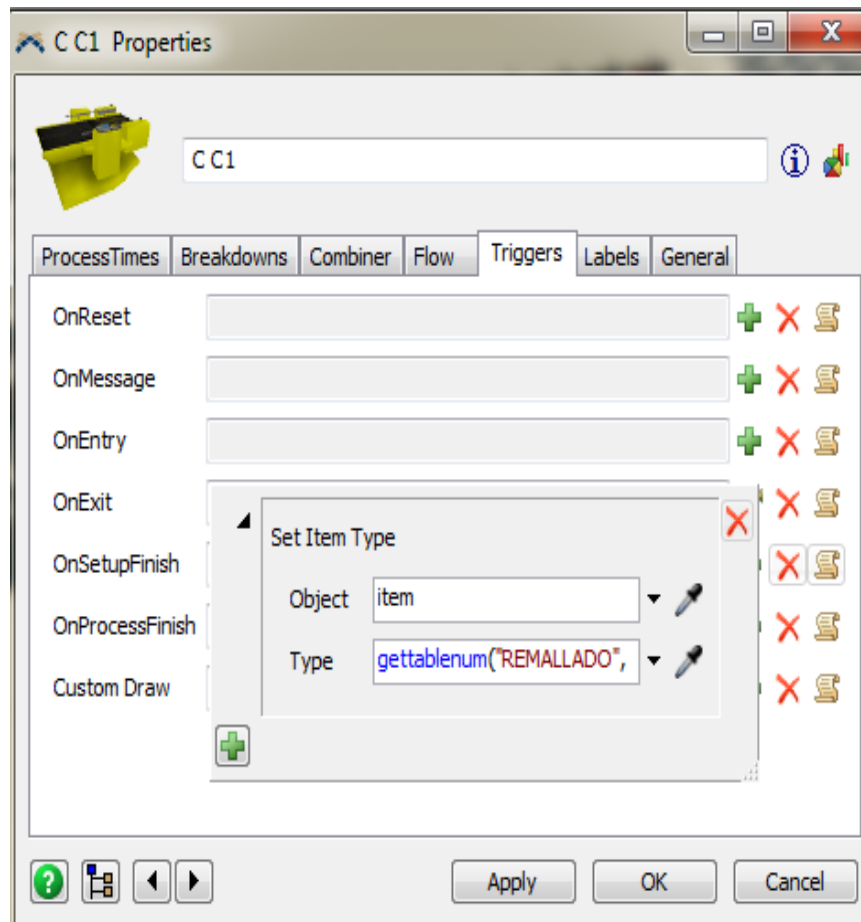 C C1 Properties
C C1
ProcessTimes Breakdowns Combiner Flow Triggers Labels General
OnReset
OnMessage
OnEntry
OnExit
Set Item Type
OnSetupFinish
Object item
OnProcessFinish
Type gettablenum("REMALLADO",
Custom Draw
Apply OK Cancel